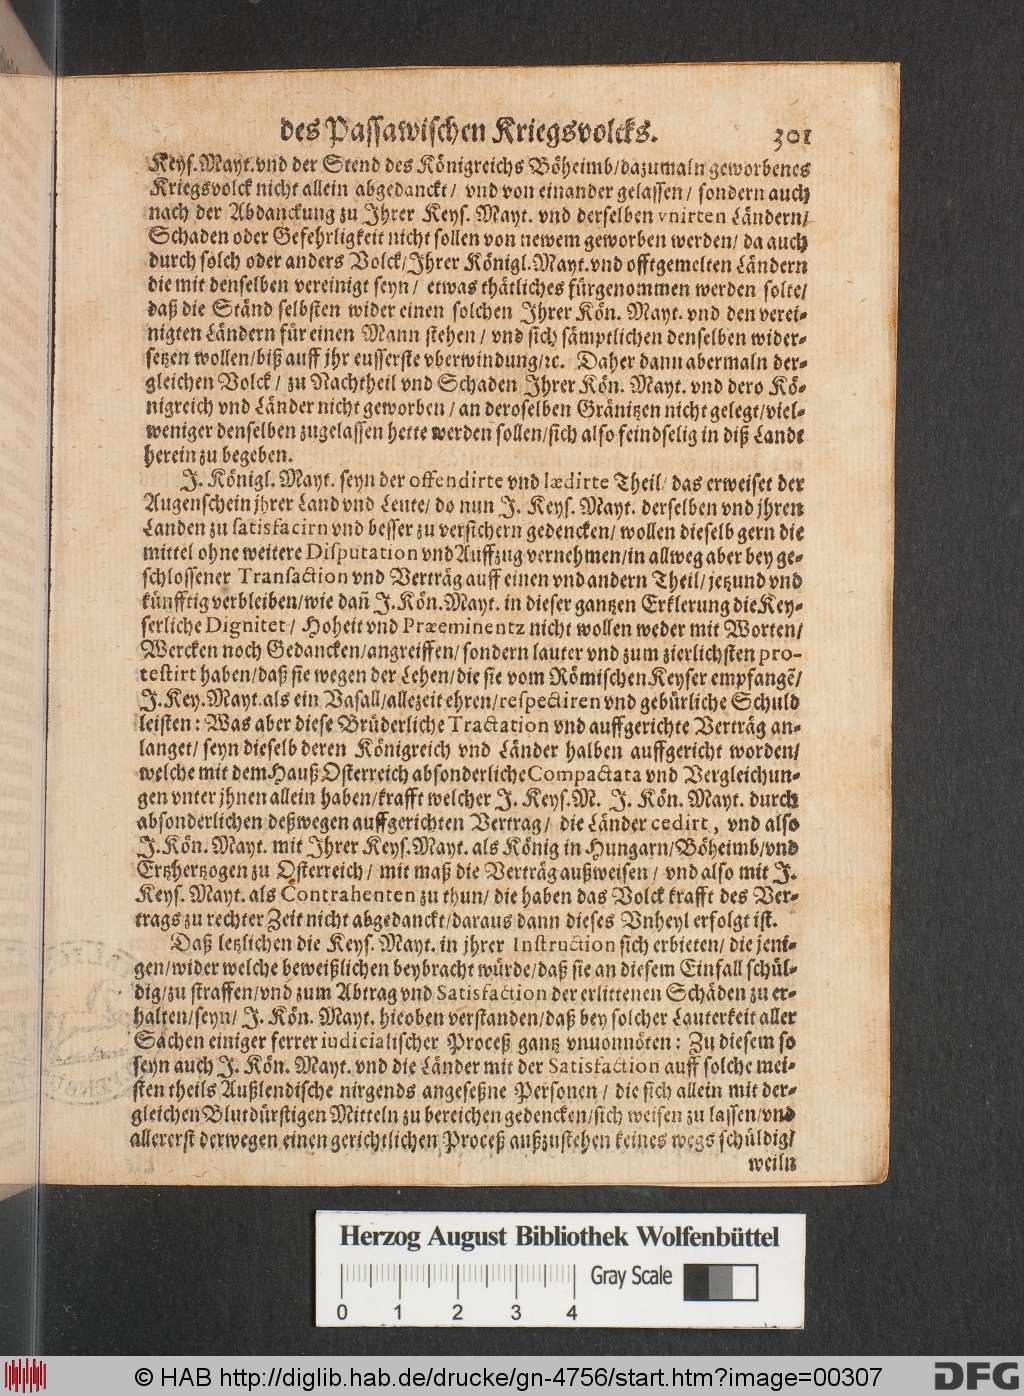 des Passawischen Kriegsvolcks. 301
Keys. Mayt. vnd der Stend des Königreichs Böheimb/dazumaln geworbenes
Kriegsvolck nicht allein abgedanckt/ vnd von einander gelassen/ sondern auch
nach der Abdanckung zu Ihrer Keys. Mayt. vnd derselben vnirten Ländern/
Schaden oder Gefehrligkeit nicht sollen von newem geworben werden/ da auch
durch solch oder anders Volck/Ihrer Königl. Mayt. vnd offtgemelten Ländern
die mit denselben vereinigt seyn/ etwas thätliches fürgenommen werden solte/
daß die Ständ selbsten wider einen solchen Ihrer Kön. Mayt. vnd den verei-
nigten Ländern für einen Mann stehen/ vnd sich sämptlichen denselben wider-
setzen wollen/biß auff ihr eusserste vberwindung/ꝛc. Daher dann abermaln der-
gleichen Volck/ zu Nachtheil vnd Schaden Ihrer Kön. Mayt. vnd dero Kö-
nigreich vnd Länder nicht geworben/ an deroselben Gränitzen nicht gelegt/viel-
weniger denselben zugelassen hette werden sollen/sich also feindselig in diß Lande
herein zu begeben.
J. Königl. Mayt. seyn der offendirte vnd lædirte Theil/ das erweiset der
Augenschein jhrer Land vnd Leute/ do nun J. Keys. Mayt. derselben vnd jhren
Landen zu satisfacirn vnd besser zu versichern gedencken/ wollen dieselb gern die
mittel ohne weitere Disputation vnd Auffzug vernehmen/in allweg aber bey ge-
schlossener Transaction vnd Verträg auff einen vnd andern Theil/ jetzund vnd
künfftig verbleiben/wie dañ J. Kön. Mayt. in dieser gantzen Erklerung die Key-
serliche Dignitet/ Hoheit vnd Præeminentz nicht wollen weder mit Worten/
Wercken noch Gedancken/angreiffen/ sondern lauter vnd zum zierlichsten pro-
testirt haben/daß sie wegen der Lehen/die sie vom Römischen Keyser empfangẽ/
J. Key. Mayt. als ein Vasall/allezeit ehren/respectiren vnd gebürliche Schuld
leisten: Was aber diese Brüderliche Tractation vnd auffgerichte Verträg an-
langet/ seyn dieselb deren Königreich vnd Länder halben auffgericht worden/
welche mit dem Hauß Osterreich absonderliche Compactata vnd Vergleichun-
gen vnter jhnen allein haben/krafft welcher J. Keys. M. J. Kön. Mayt. durch
absonderlichen deßwegen auffgerichten Vertrag/ die Länder cedirt, vnd also
J. Kön. Mayt. mit Ihrer Keys. Mayt. als König in Hungarn/Böheimb/vnd
Ertzhertzogen zu Osterreich/ mit maß die Verträg außweisen/ vnd also mit J.
Keys. Mayt. als Contrahenten zu thun/ die haben das Volck krafft des Ver-
trags zu rechter Zeit nicht abgedanckt/daraus dann dieses Vnheyl erfolgt ist.
Daß letzlichen die Keys. Mayt. in jhrer Instruction sich erbieten/ die jeni-
gen/wider welche beweißlichen beybracht würde/daß sie an diesem Einfall schül-
dig/zu straffen/vnd zum Abtrag vnd Satisfaction der erlittenen Schäden zu er-
halten/seyn/ J. Kön. Mayt. hieoben verstanden/daß bey solcher Lauterkeit aller
Sachen einiger ferrer iudicialischer Proceß gantz vnuonnöten: Zu diesem so
seyn auch J. Kön. Mayt. vnd die Länder mit der Satisfaction auff solche mei-
sten theils Außlendische nirgends angeseßne Personen/ die sich allein mit der-
gleichen Blutdürstigen Mitteln zu bereichen gedencken/sich weisen zu lassen/vnd
allererst derwegen einen gerichtlichen Proceß außzustehen keines wegs schüldig/
weiln
Herzog August Bibliothek Wolfenbüttel
Gray Scale
0 1 2 3 4
© HAB http://diglib.hab.de/drucke/gn-4756/start.htm?image=00307
DFG